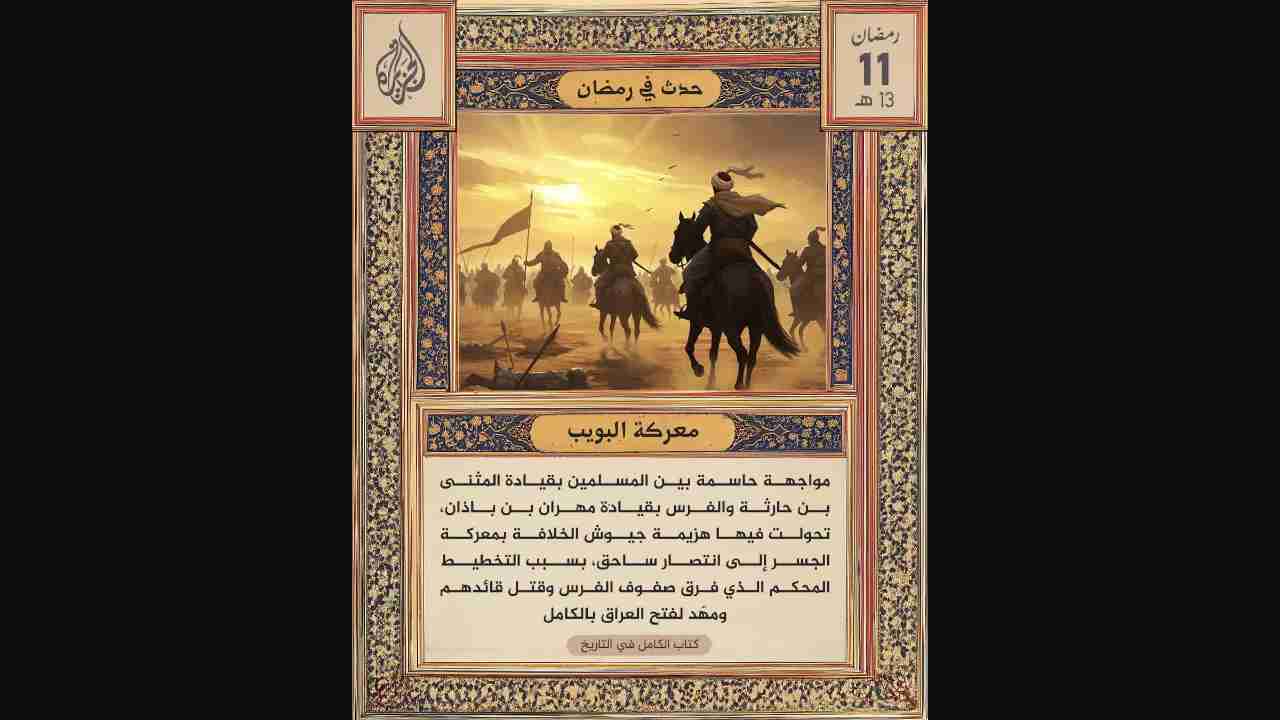 الجزيرة
رمضان
11
13 هـ
حدث في رمضان
معركة البويب
مواجهة حاسمة بين المسلمين بقيادة المثنى
بن حارثة والفرس بقيادة مهران بن باذان،
تحولت فيها هزيمة جيوش الخلافة بمعركة
الجسر إلى انتصار ساحق، بسبب التخطيط
المحكم الذي فرق صفوف الفرس وقتل قائدهم
ومهّد لفتح العراق بالكامل
كتاب الكامل في التاريخ